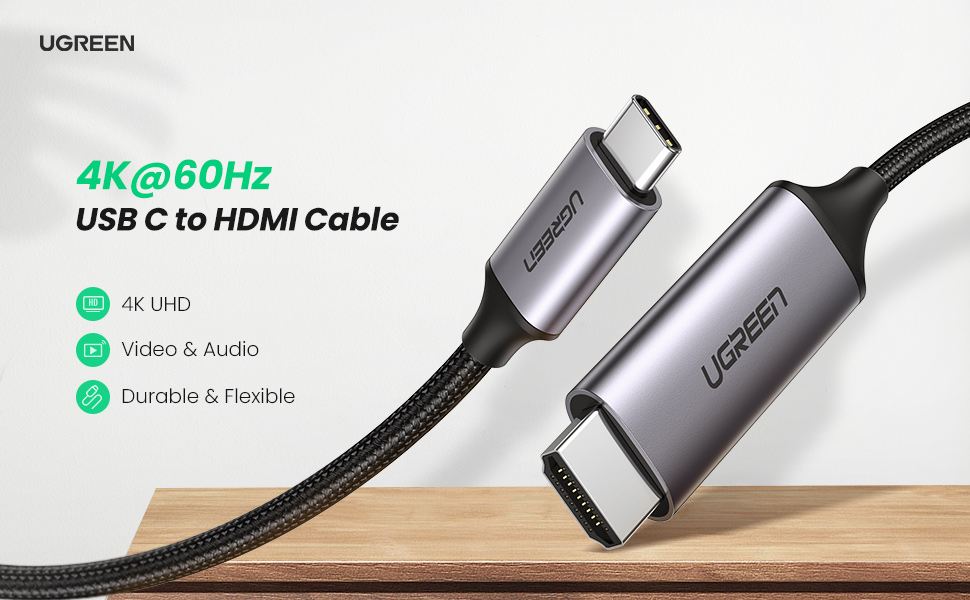 UGREEN
4K@60Hz
USB C to HDMI Cable
HD
4K UHD
Video & Audio
Durable & Flexible
UGREEN
UGREEN